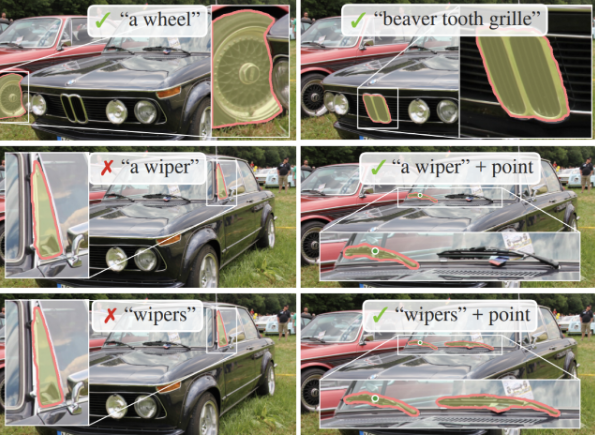 ✓ “a wheel”
✓ “beaver tooth grille”
✗ “a wiper”
✓ “a wiper” + point
✗ “wipers”
✓ “wipers” + point